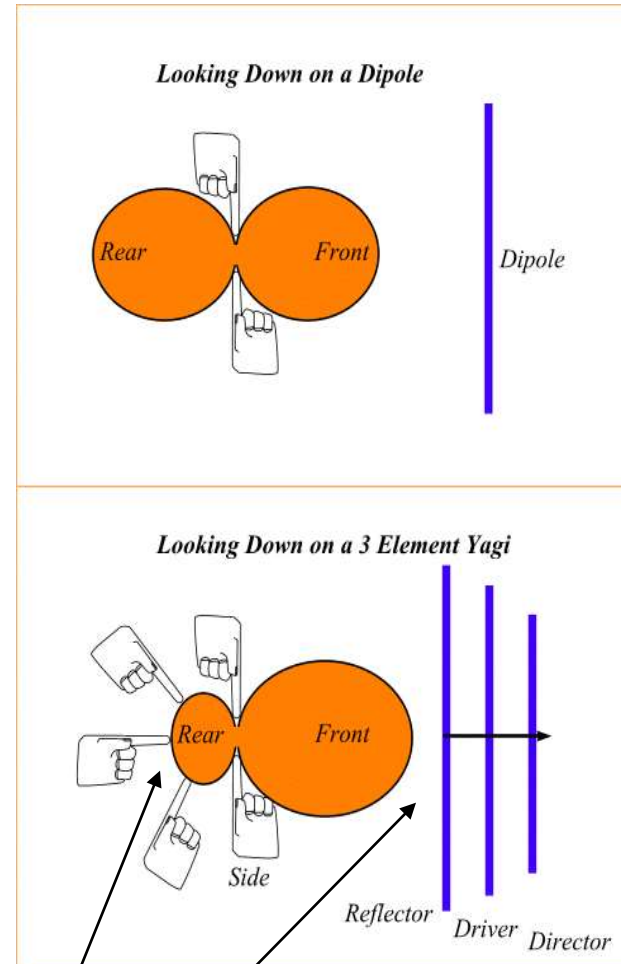 Looking Down on a Dipole
Rear
Front
Dipole
Looking Down on a 3 Element Yagi
Rear
Front
Side
Reflector
Driver
Director